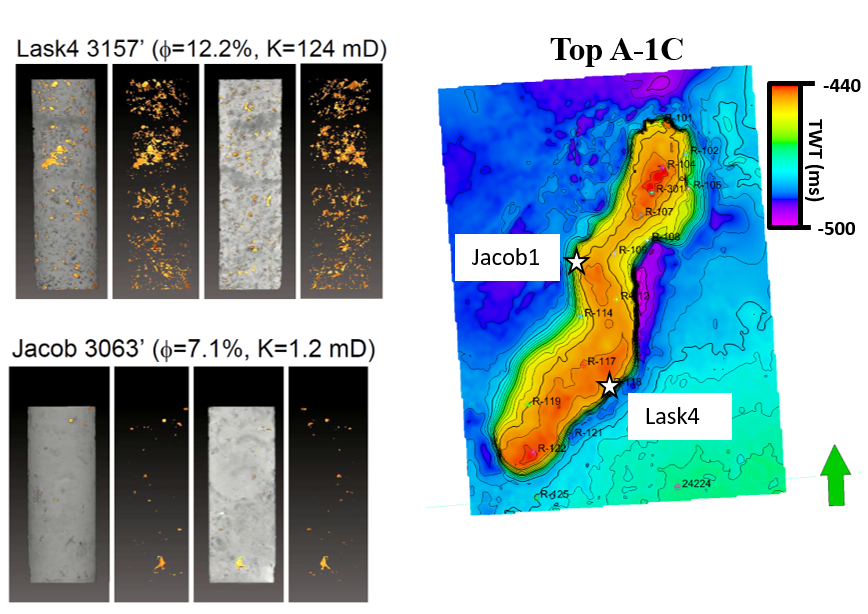 Lask4 3157’ (ϕ=12.2%, K=124 mD)
Jacob 3063’ (ϕ=7.1%, K=1.2 mD)
Top A-1C
-440
TWT (ms)
-500
R-101
R-102
R-104
R-105
R-301
R-107
R-108
Jacob1
R-114
R-117
Lask4
R-119
R-121
R-122
24224
R-125